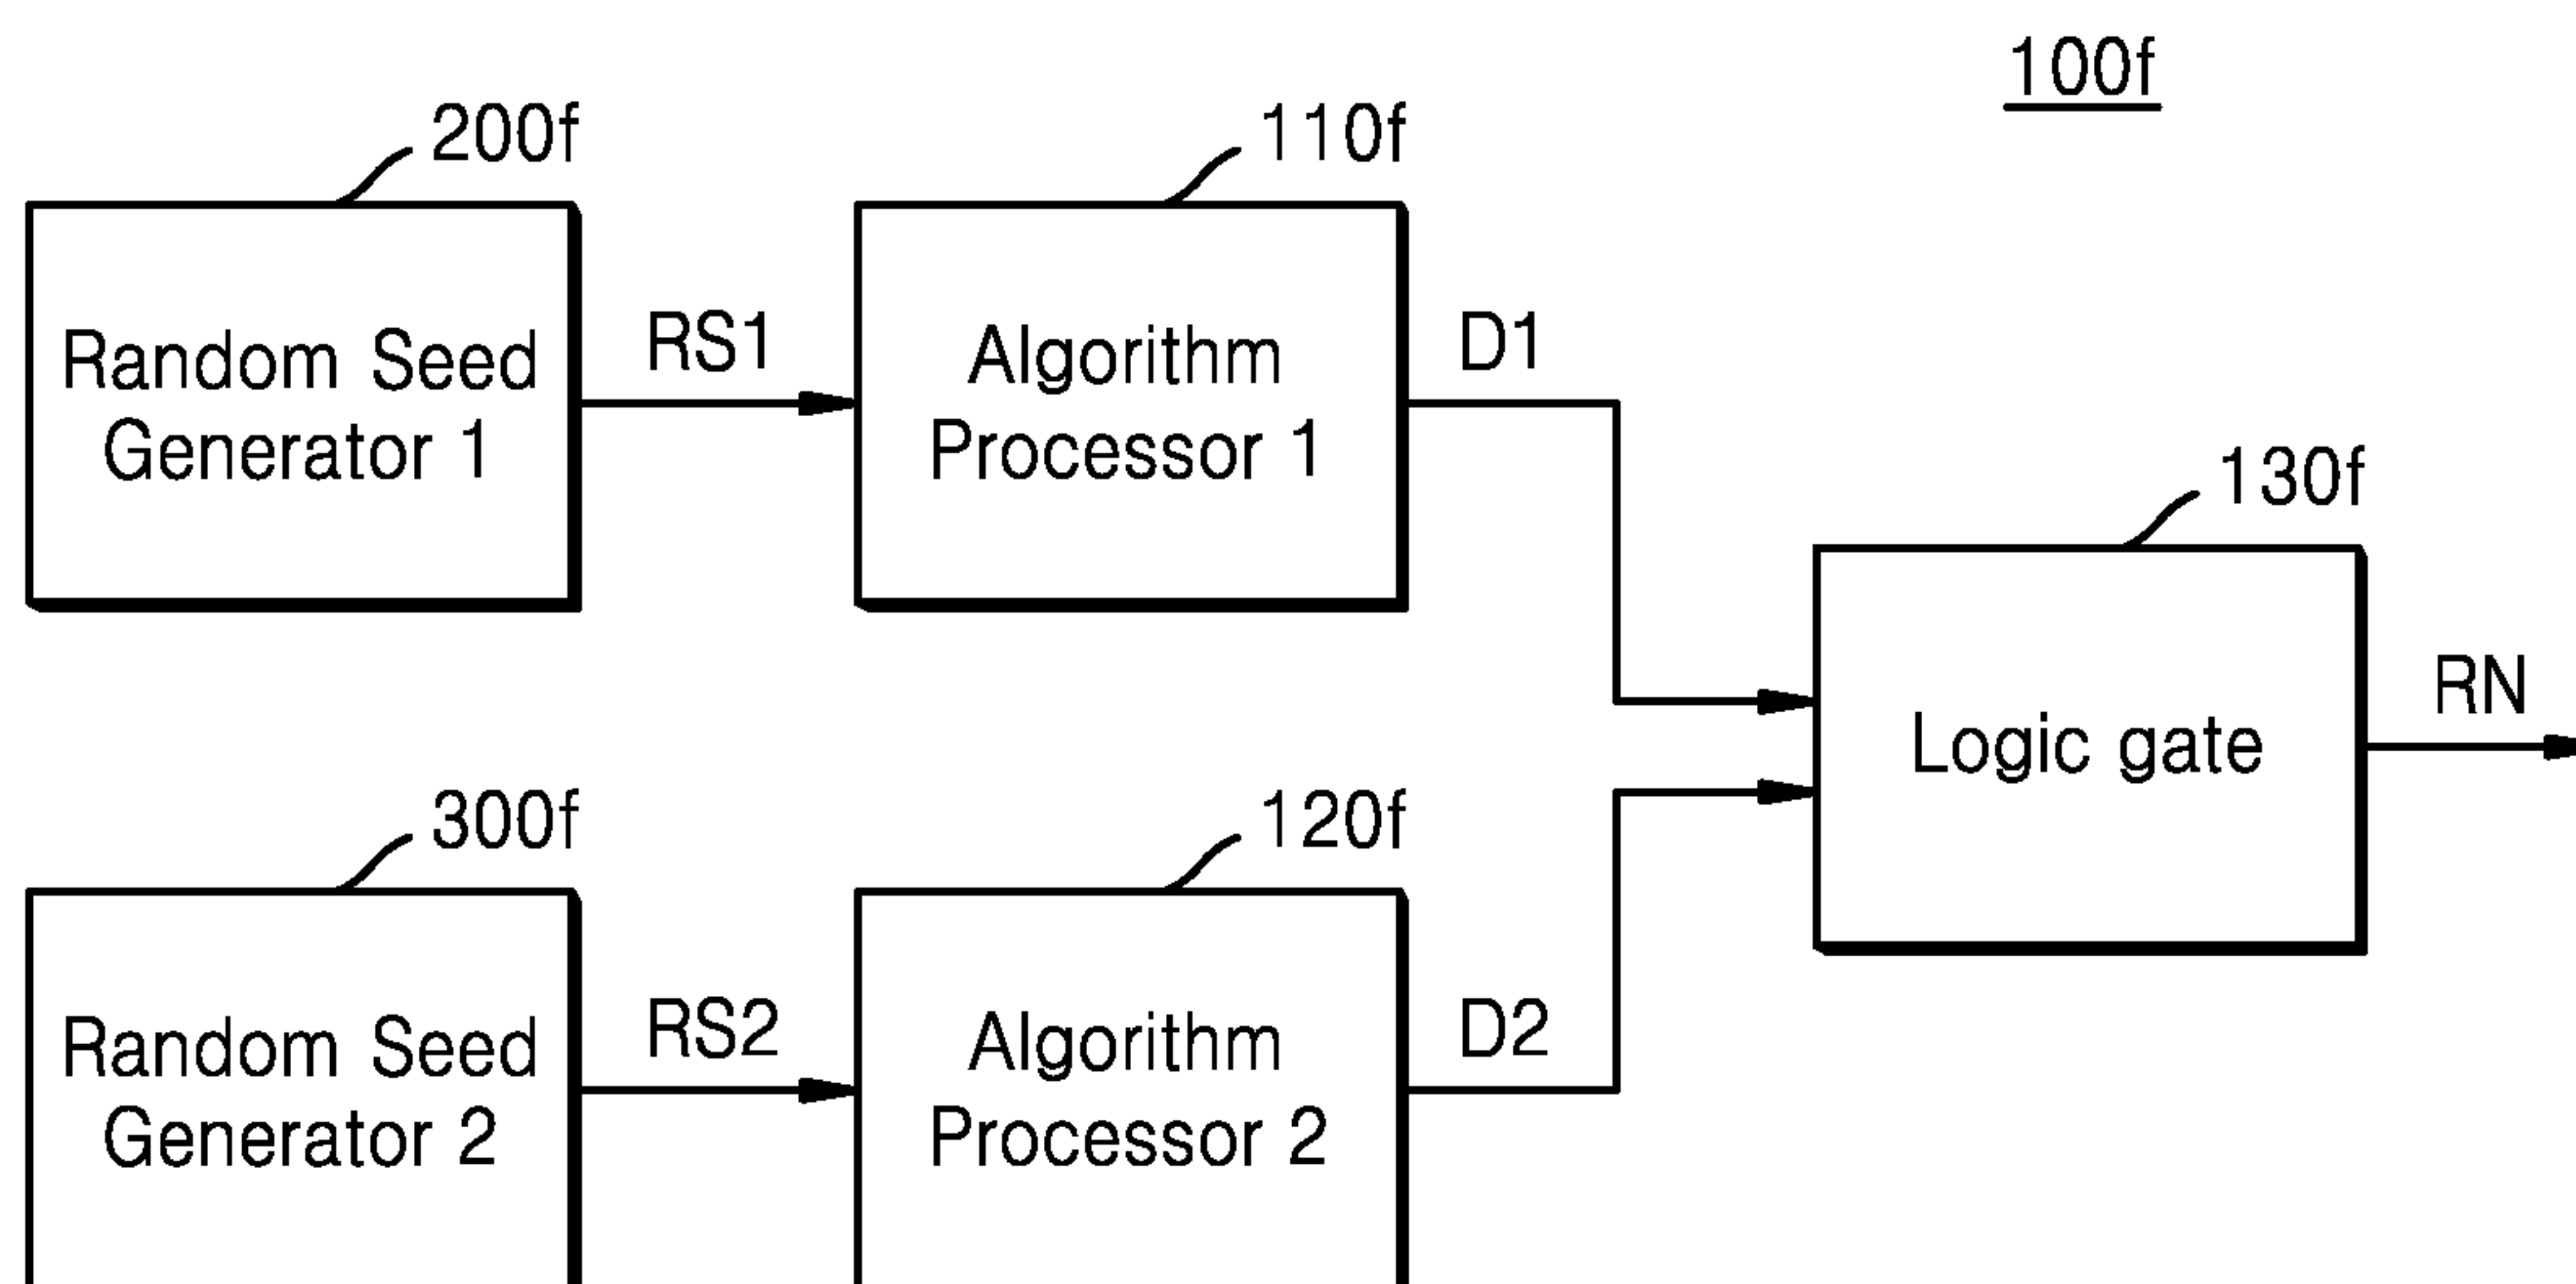 100f
200f
110f
Random Seed
Generator 1
RS1
Algorithm
Processor 1
D1
130f
Logic gate
RN
300f
120f
Random Seed
Generator 2
RS2
Algorithm
Processor 2
D2